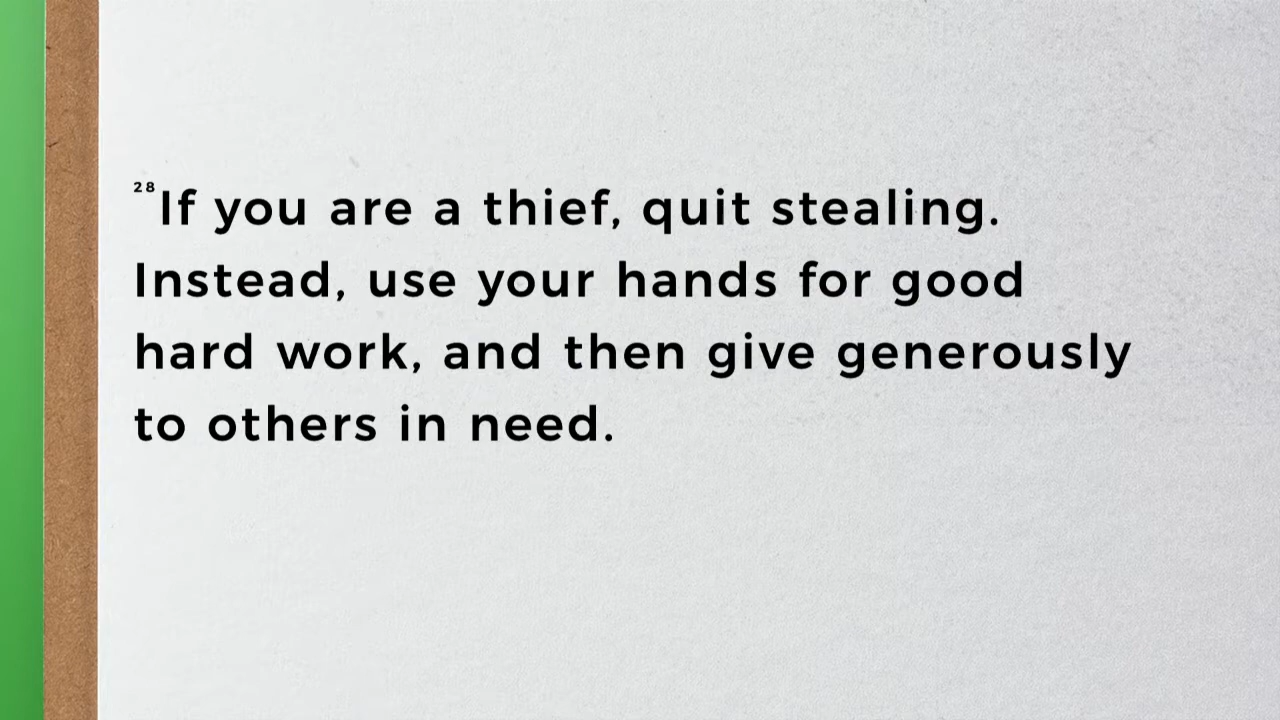 28If you are a thief, quit stealing.
Instead, use your hands for good
hard work, and then give generously
to others in need.